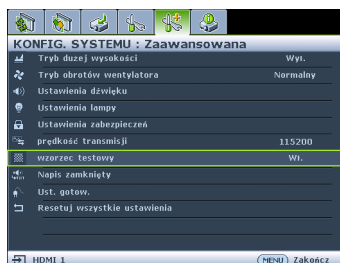 KONFIG. SYSTEMU : Zaawansowana
Tryb dużej wysokości Wył.
Tryb obrotów wentylatora Normalny
Ustawienia dźwięku
Ustawienia lampy
Ustawienia zabezpieczeń
prędkość transmisji 115200
wzorzec testowy Wł.
Napis zamknięty
Ust. gotow.
Resetuj wszystkie ustawienia
HDMI 1 MENU Zakończ